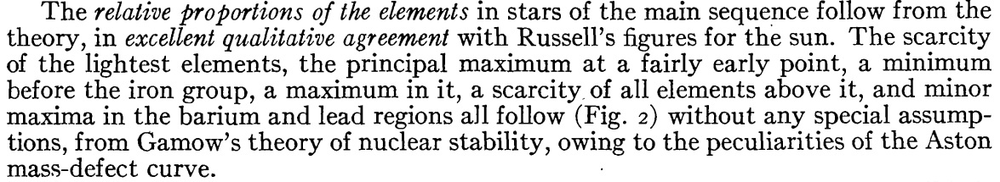 The relative proportions of the elements in stars of the main sequence follow from the
theory, in excellent qualitative agreement with Russell's figures for the sun. The scarcity
of the lightest elements, the principal maximum at a fairly early point, a minimum
before the iron group, a maximum in it, a scarcity of all elements above it, and minor
maxima in the barium and lead regions all follow (Fig. 2) without any special assump-
tions, from Gamow's theory of nuclear stability, owing to the peculiarities of the Aston
mass-defect curve.